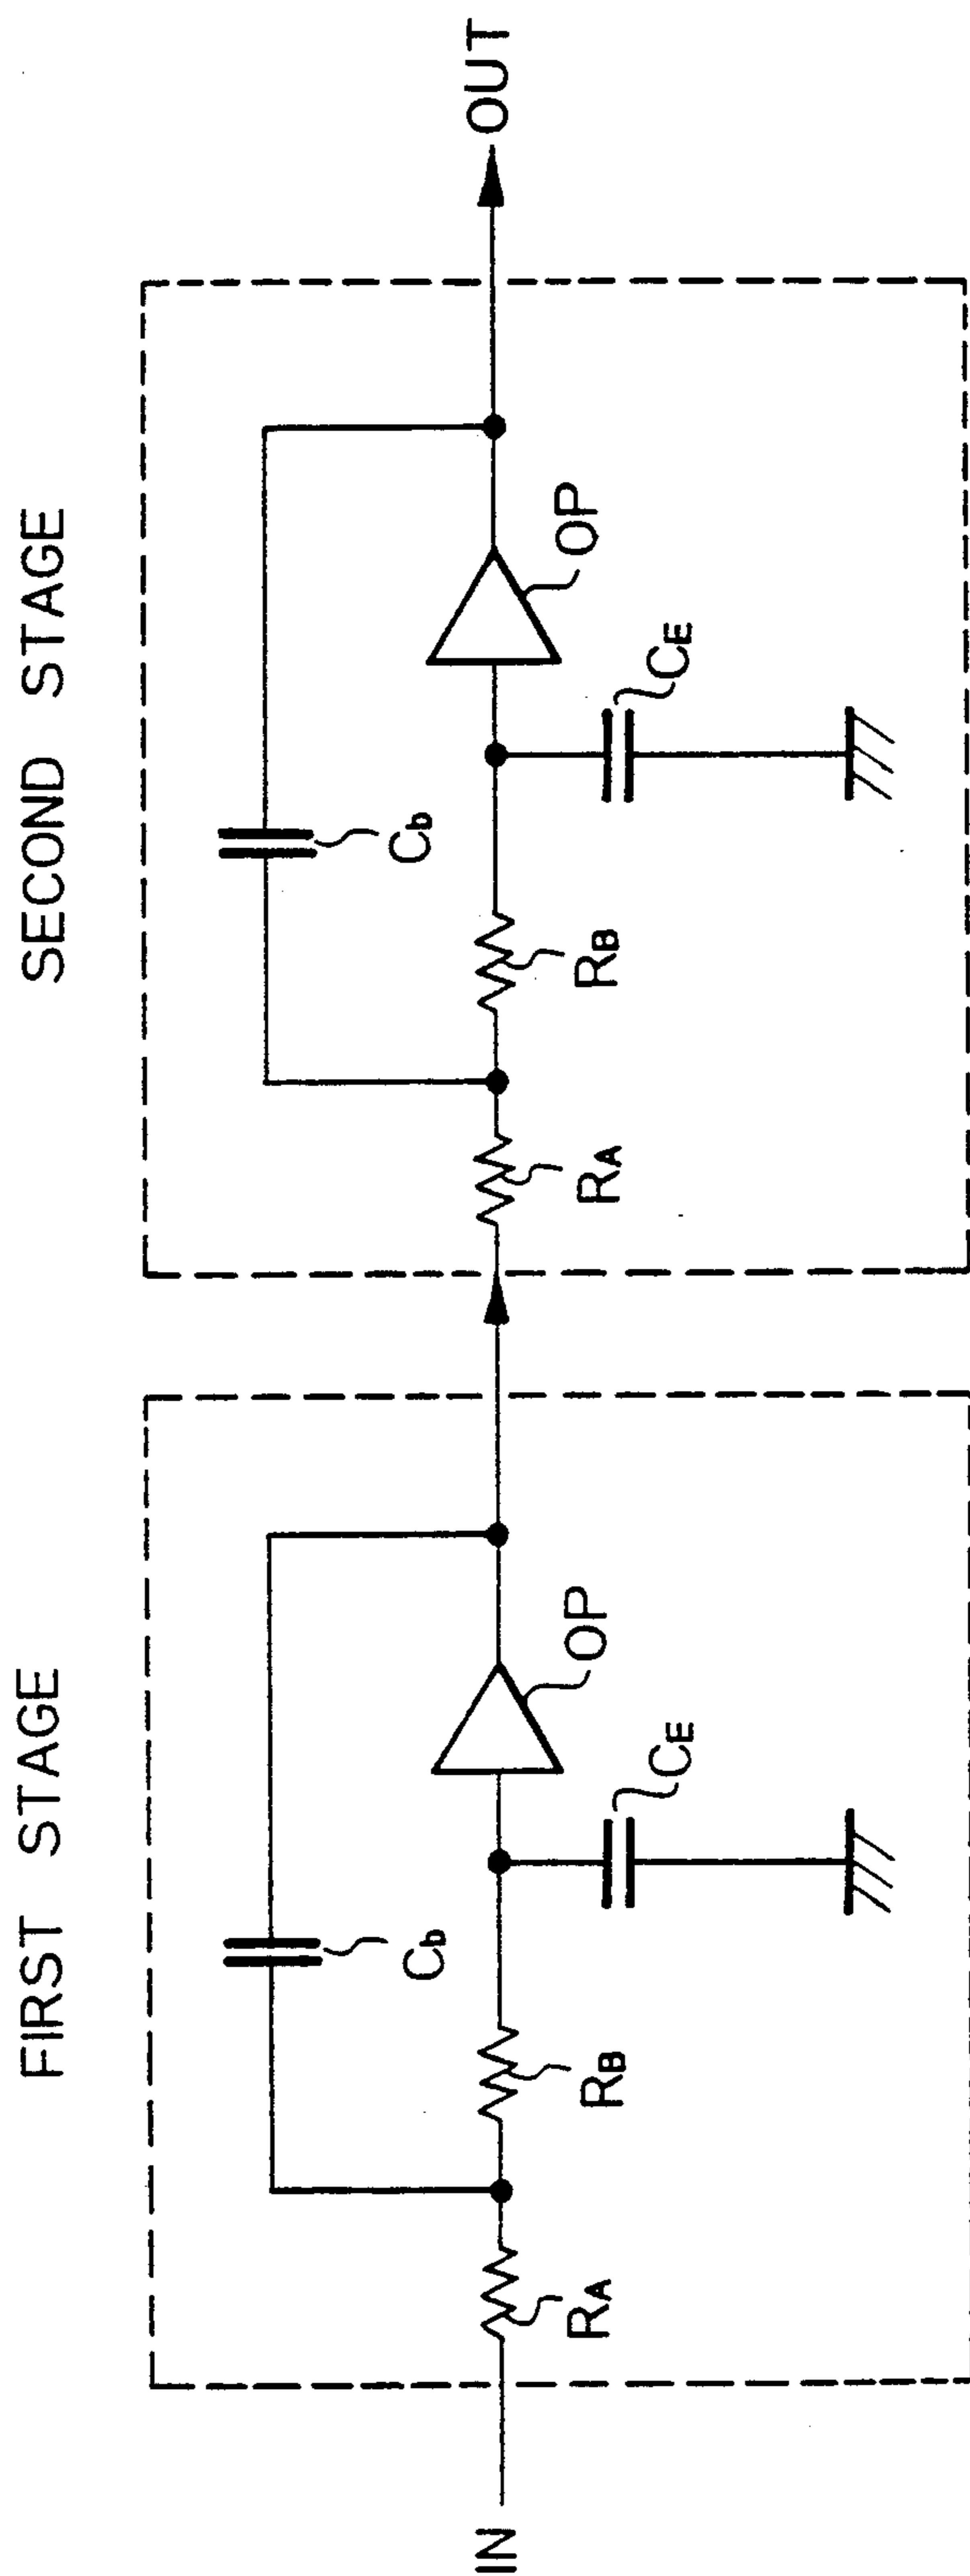 FIRST STAGE
SECOND STAGE
IN
RA
RB
Cb
CE
OP
RA
RB
Cb
CE
OP
OUT